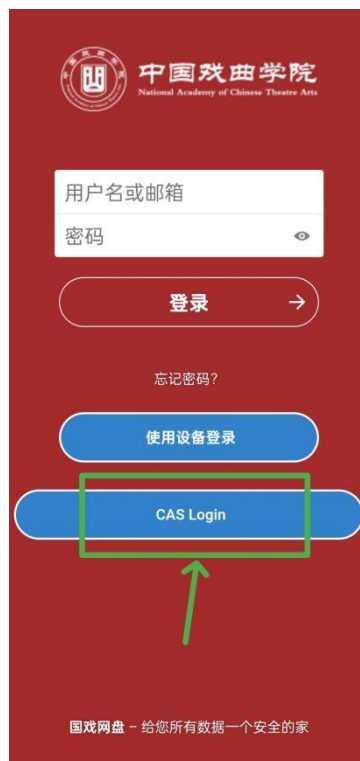 中国戏曲学院
National Academy of Chinese Theatre Arts
用户名或邮箱
密码
登录 →
忘记密码?
使用设备登录
CAS Login
国戏网盘 – 给您所有数据一个安全的家